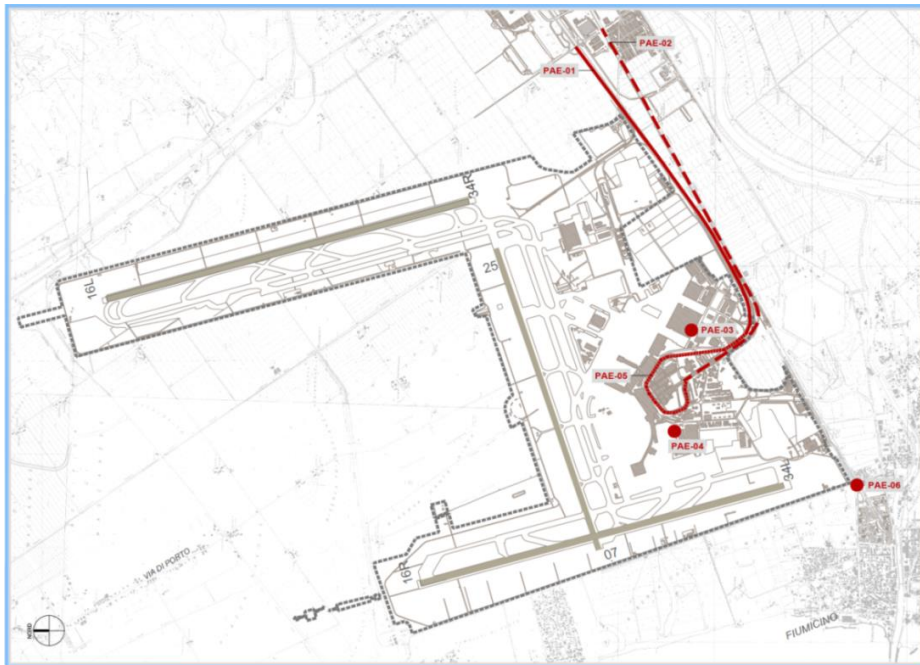 PAE-02
PAE-01
34R
16L
25
PAE-03
PAE-05
PAE-04
34L
PAE-06
07
16R
VIA DI PORTO
FIUMICINO
NORD